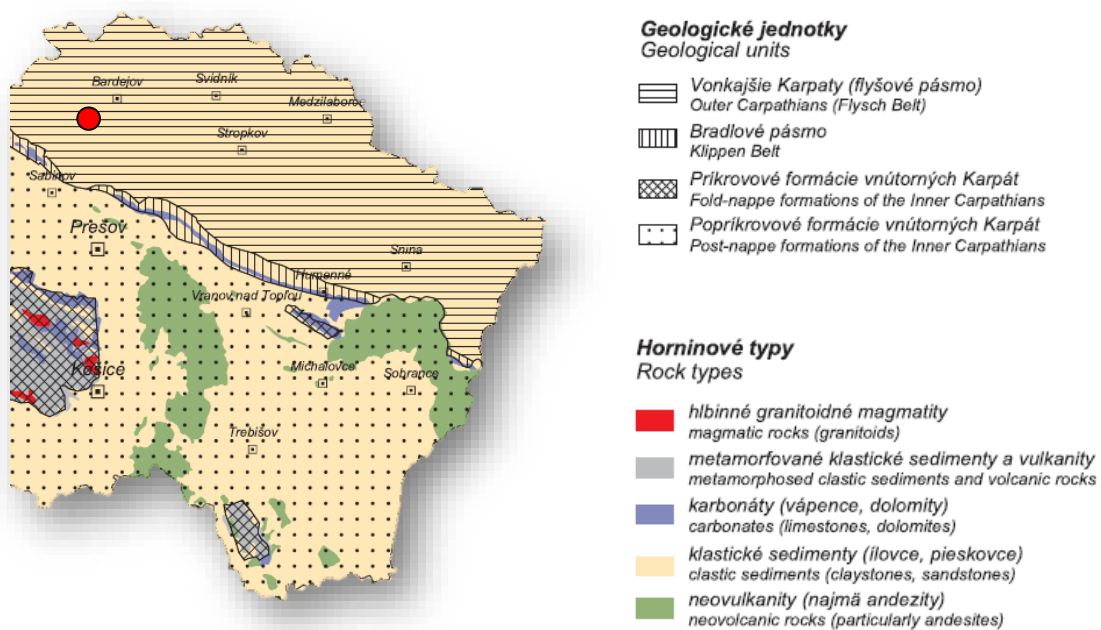 Bardejov
Svidník
Medzilaborce
Stropkov
Sabinov
Prešov
Snina
Humenné
Vranov nad Topľou
Košice
Michalovce
Sobrance
Trebišov
Geologické jednotky
Geological units
Vonkajšie Karpaty (flyšové pásmo)
Outer Carpathians (Flysch Belt)
Bradlové pásmo
Klippen Belt
Príkrovové formácie vnútorných Karpát
Fold-nappe formations of the Inner Carpathians
Popríkrovové formácie vnútorných Karpát
Post-nappe formations of the Inner Carpathians
Horninové typy
Rock types
hlbinné granitoidné magmatity
magmatic rocks (granitoids)
metamorfované klastické sedimenty a vulkanity
metamorphosed clastic sediments and volcanic rocks
karbonáty (vápence, dolomity)
carbonates (limestones, dolomites)
klastické sedimenty (ílovce, pieskovce)
clastic sediments (claystones, sandstones)
neovulkanity (najmä andezity)
neovolcanic rocks (particularly andesites)